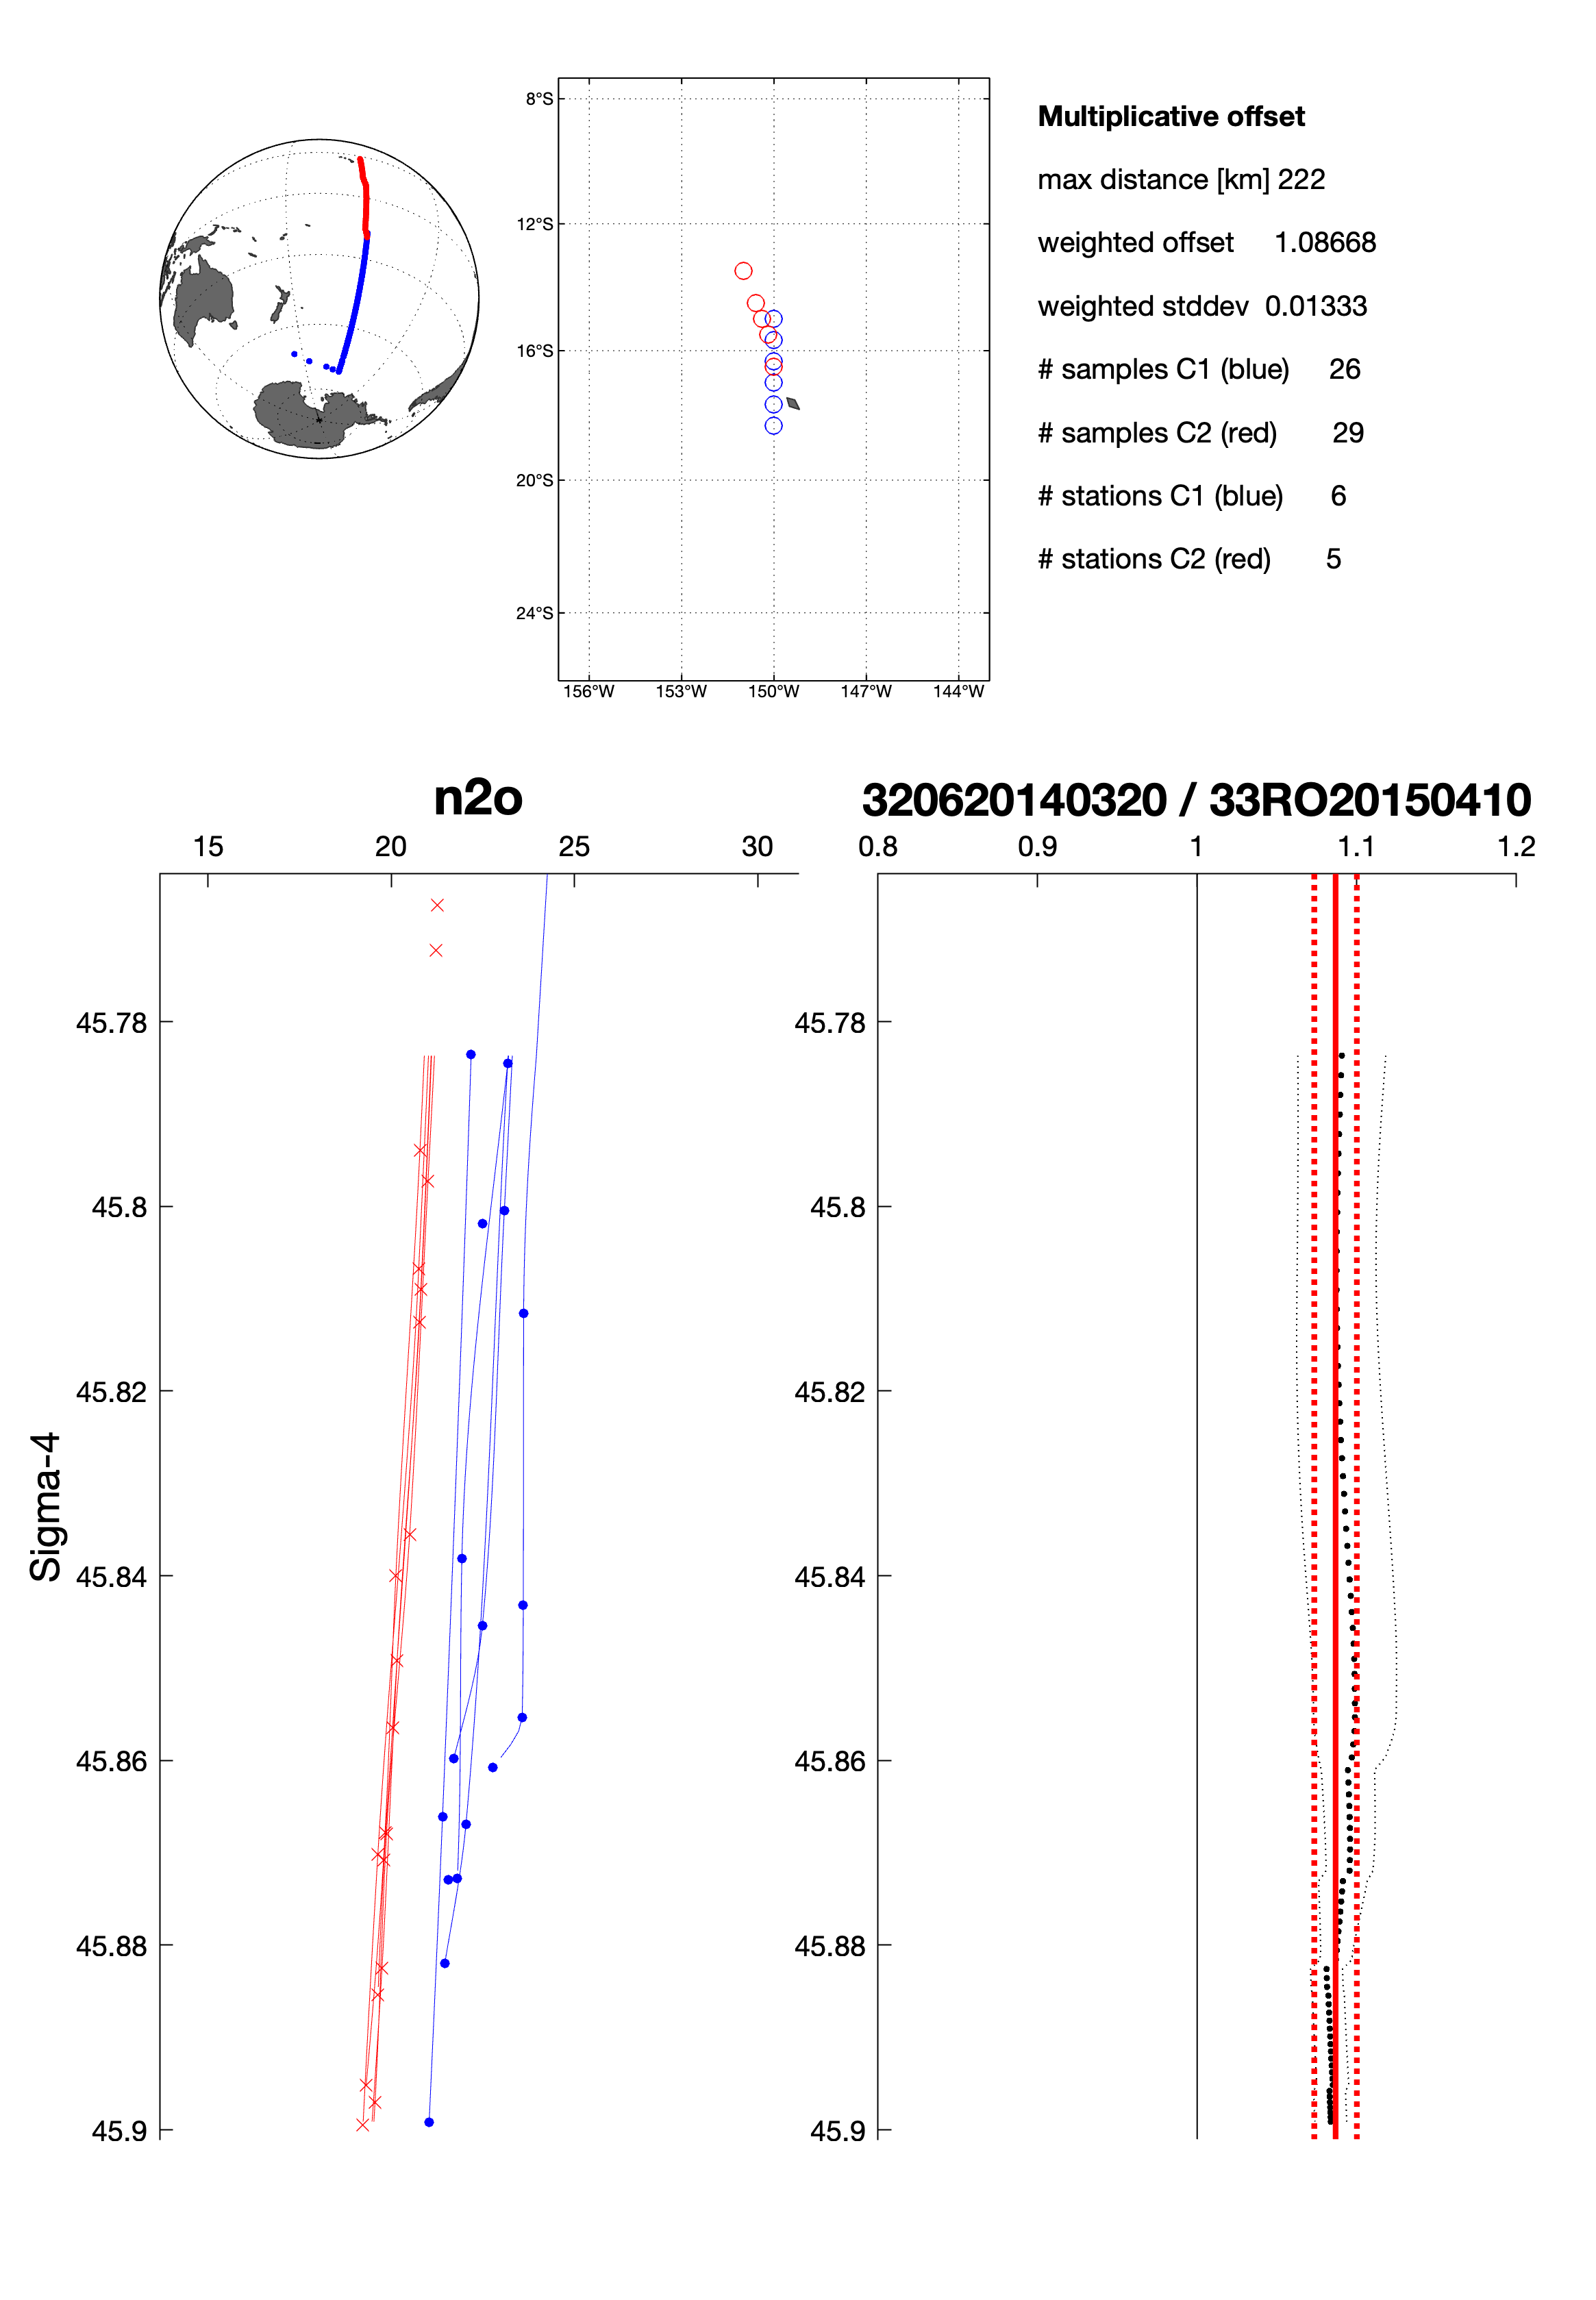 8°S
12°S
16°S
20°S
24°S
156°W 153°W 150°W 147°W 144°W
Multiplicative offset
max distance [km] 222
weighted offset 1.08668
weighted stddev 0.01333
# samples C1 (blue) 26
# samples C2 (red) 29
# stations C1 (blue) 6
# stations C2 (red) 5
n2o
15 20 25 30
Sigma-4
45.78
45.8
45.82
45.84
45.86
45.88
45.9
320620140320 / 33RO20150410
0.8 0.9 1 1.1 1.2
45.78
45.8
45.82
45.84
45.86
45.88
45.9